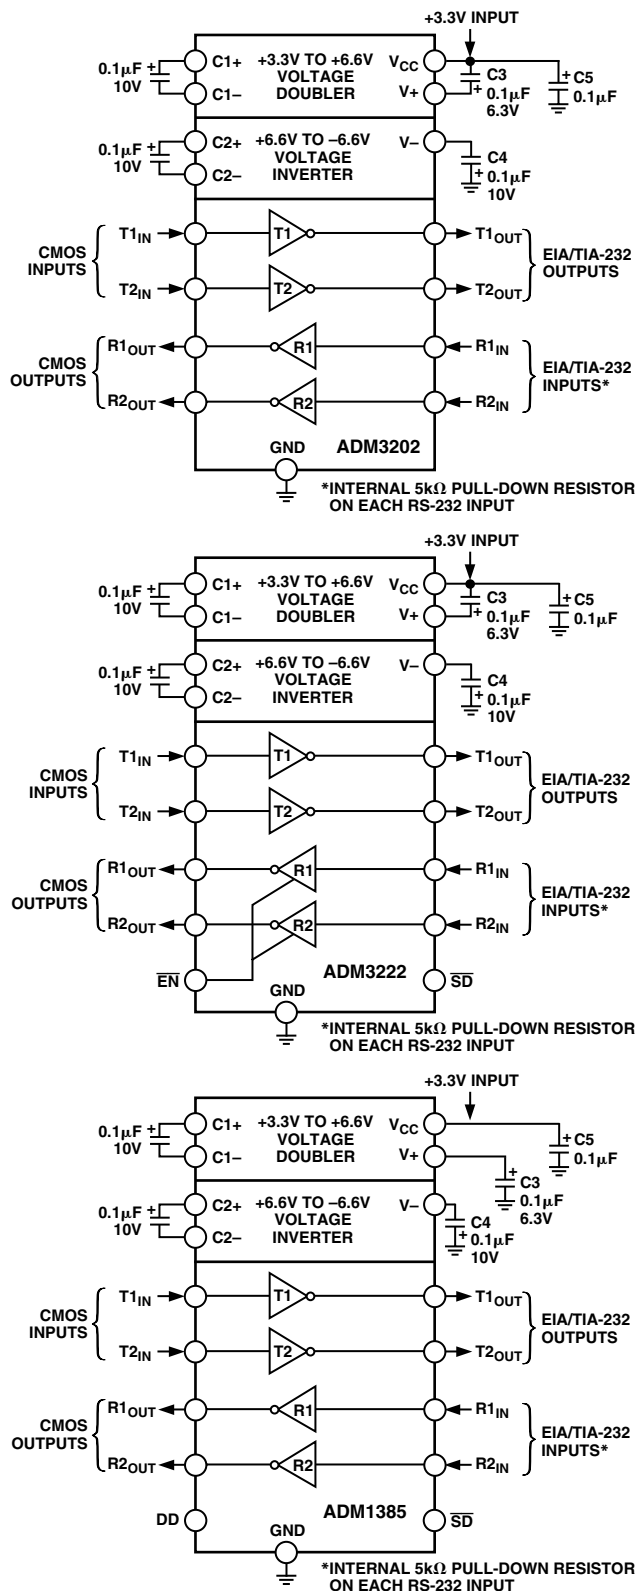 +3.3V INPUT
0.1μF
10V
+
C1+
C1–
+3.3V TO +6.6V
VOLTAGE
DOUBLER
VCC
V+
+
C3
0.1μF
6.3V
+
C5
0.1μF
0.1μF
10V
+
C2+
C2–
+6.6V TO –6.6V
VOLTAGE
INVERTER
V–
+
C4
0.1μF
10V
CMOS
INPUTS
T1IN
T1
T1OUT
T2IN
T2
T2OUT
EIA/TIA-232
OUTPUTS
CMOS
OUTPUTS
R1OUT
R1
R1IN
R2OUT
R2
R2IN
EIA/TIA-232
INPUTS*
GND
ADM3202
*INTERNAL 5kΩ PULL-DOWN RESISTOR
ON EACH RS-232 INPUT
+3.3V INPUT
0.1μF
10V
+
C1+
C1–
+3.3V TO +6.6V
VOLTAGE
DOUBLER
VCC
V+
+
C3
0.1μF
6.3V
+
C5
0.1μF
0.1μF
10V
+
C2+
C2–
+6.6V TO –6.6V
VOLTAGE
INVERTER
V–
+
C4
0.1μF
10V
CMOS
INPUTS
T1IN
T1
T1OUT
T2IN
T2
T2OUT
EIA/TIA-232
OUTPUTS
CMOS
OUTPUTS
R1OUT
R1
R1IN
R2OUT
R2
R2IN
EIA/TIA-232
INPUTS*
E̅N̅
ADM3222
S̅D̅
GND
*INTERNAL 5kΩ PULL-DOWN RESISTOR
ON EACH RS-232 INPUT
+3.3V INPUT
0.1μF
10V
+
C1+
C1–
+3.3V TO +6.6V
VOLTAGE
DOUBLER
VCC
V+
+
C5
0.1μF
+
C3
0.1μF
6.3V
0.1μF
10V
+
C2+
C2–
+6.6V TO –6.6V
VOLTAGE
INVERTER
V–
+
C4
0.1μF
10V
CMOS
INPUTS
T1IN
T1
T1OUT
T2IN
T2
T2OUT
EIA/TIA-232
OUTPUTS
CMOS
OUTPUTS
R1OUT
R1
R1IN
R2OUT
R2
R2IN
EIA/TIA-232
INPUTS*
DD
ADM1385
S̅D̅
GND
*INTERNAL 5kΩ PULL-DOWN RESISTOR
ON EACH RS-232 INPUT